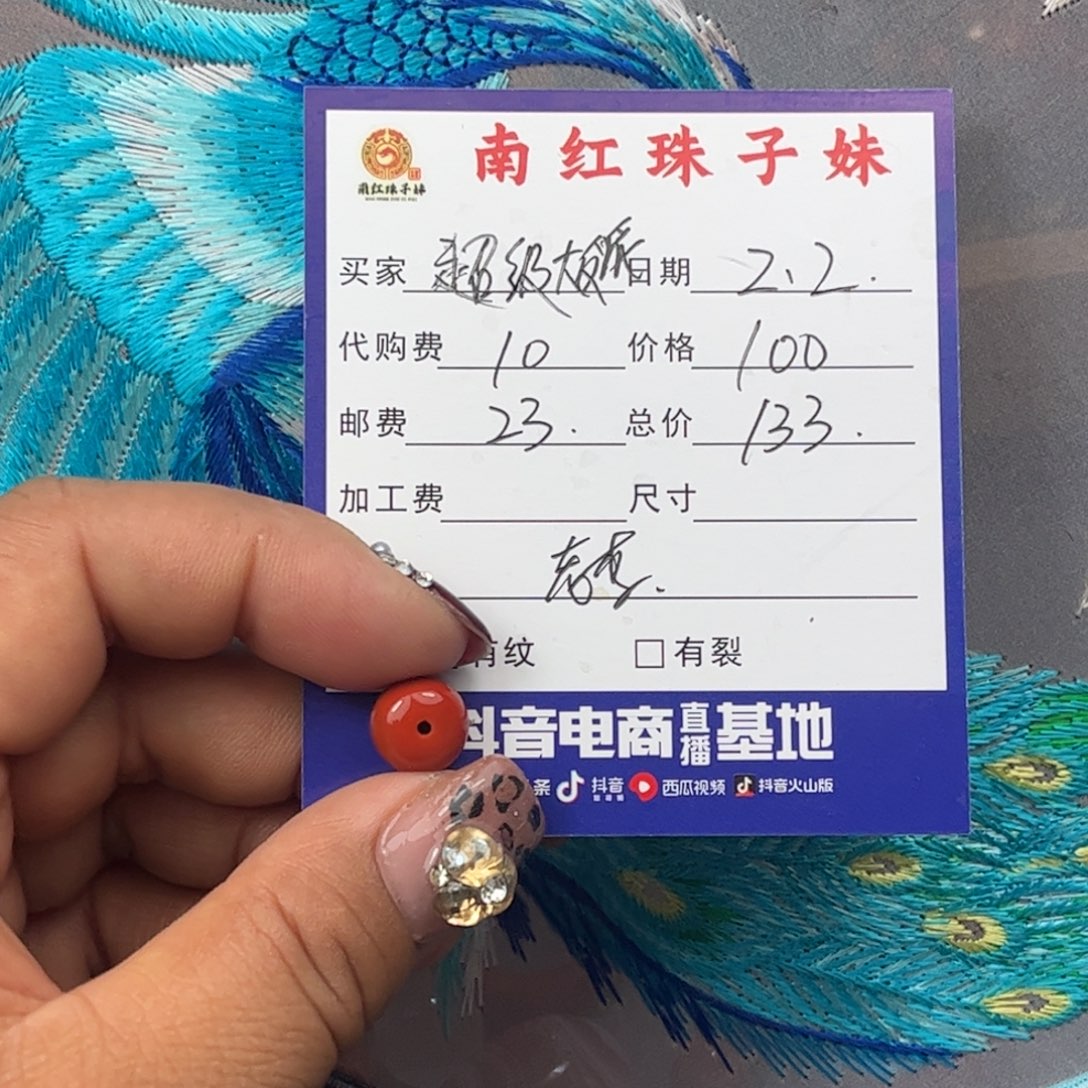 南红珠子妹
南红珠子妹
买家 超级 日期 2、2.
代购费 10 价格 100
邮费 23. 总价 133.
加工费 尺寸
有纹 有裂
抖音电商直播基地
条 抖音 西瓜视频 抖音火山版